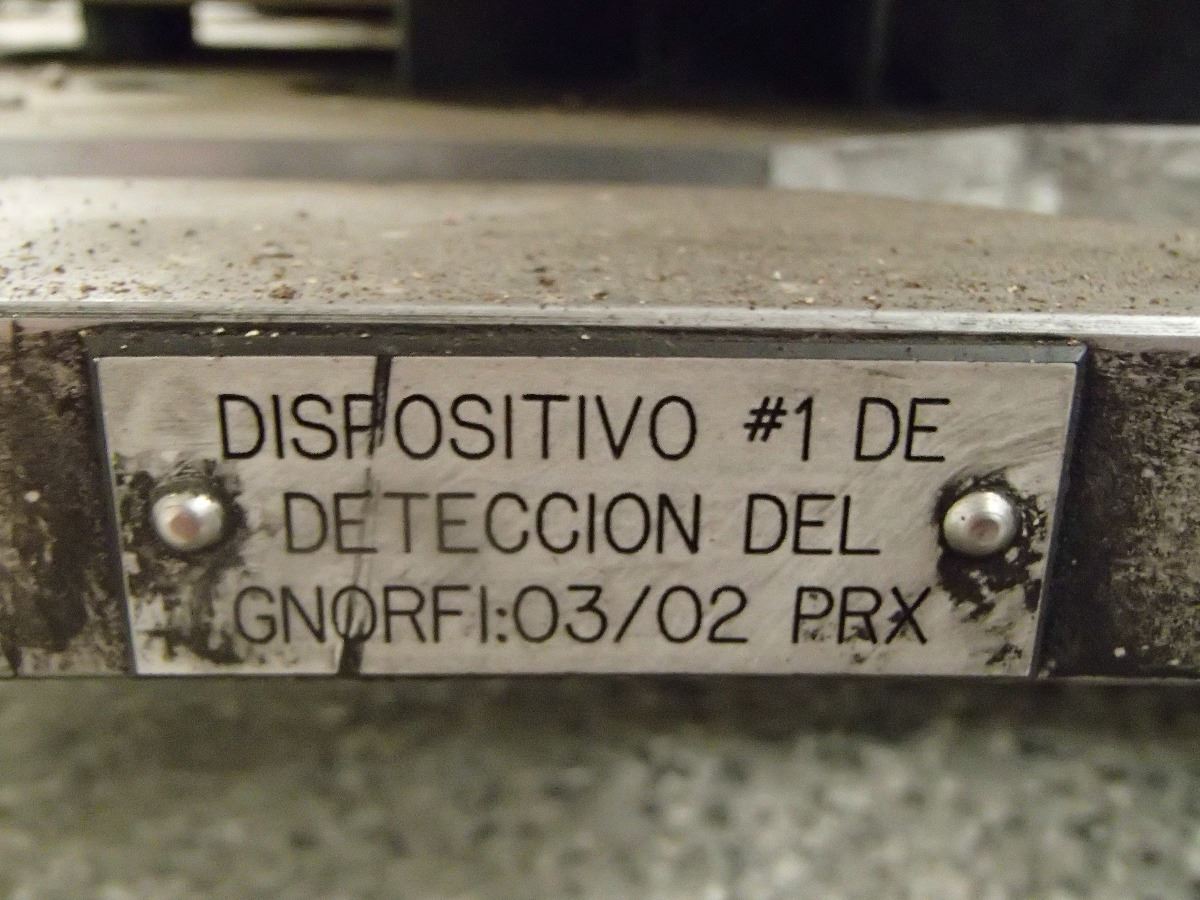 DISPOSITIVO #1 DE
DETECCION DEL
GNORFI:03/02 PRX